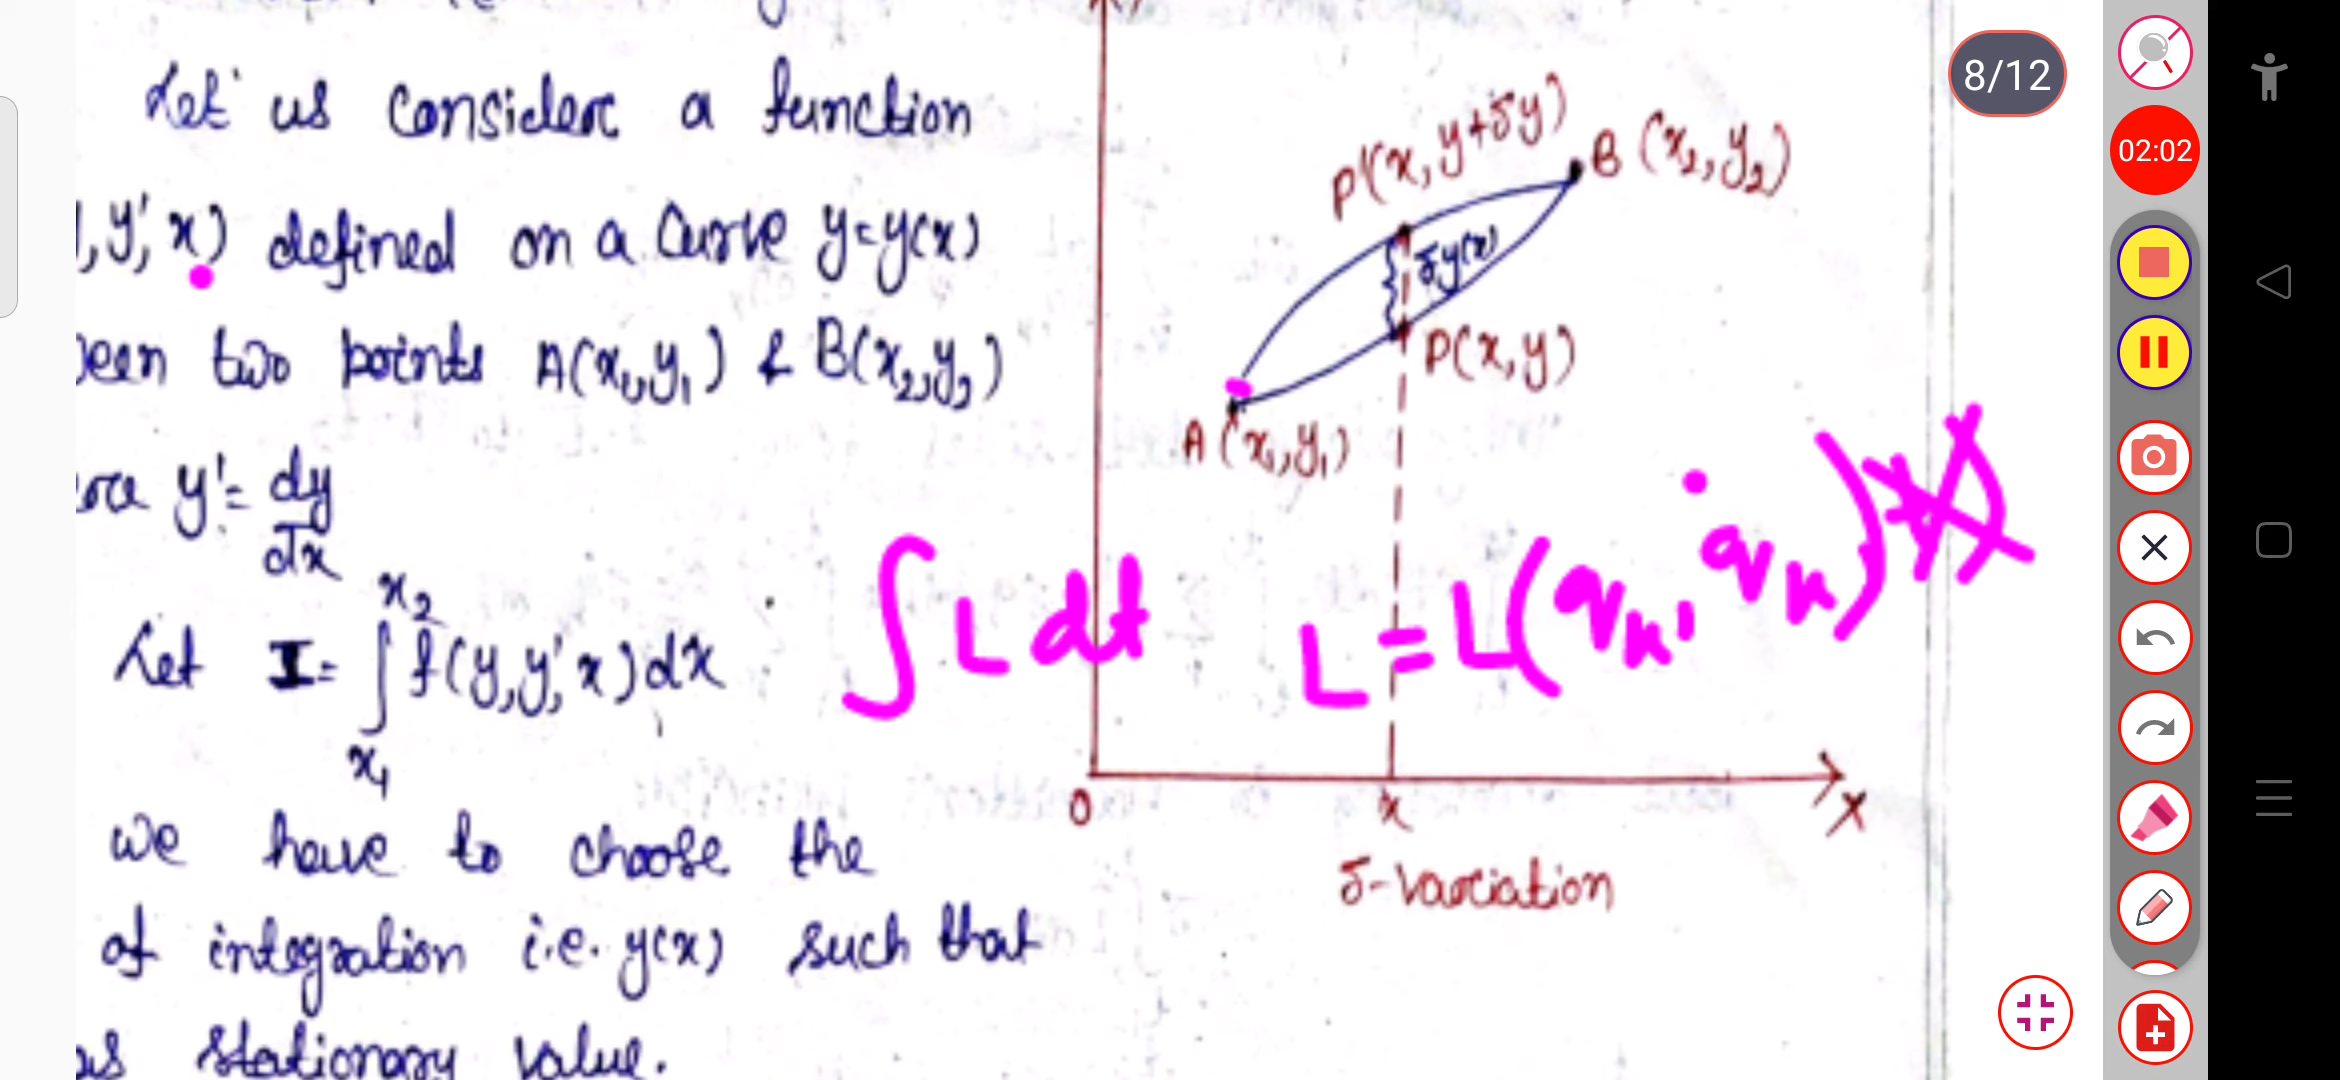 Let us consider a function
, y', x) defined on a curve y=y(x)
two points A(x₁, y₁) & B(x₂, y₂)
y' = dy/dx
Let I = ∫ₓ₁ˣ² f(y, y', x) dx
∫ L dt
L = L(qₖ, q̇ₖ)
we have to choose the
of integration i.e. y(x) such that
stationary value.
P'(x, y+δy)
B (x₂, y₂)
δy(x)
P(x, y)
A (x₁, y₁)
O
x
X
δ-variation
8/12
02:02